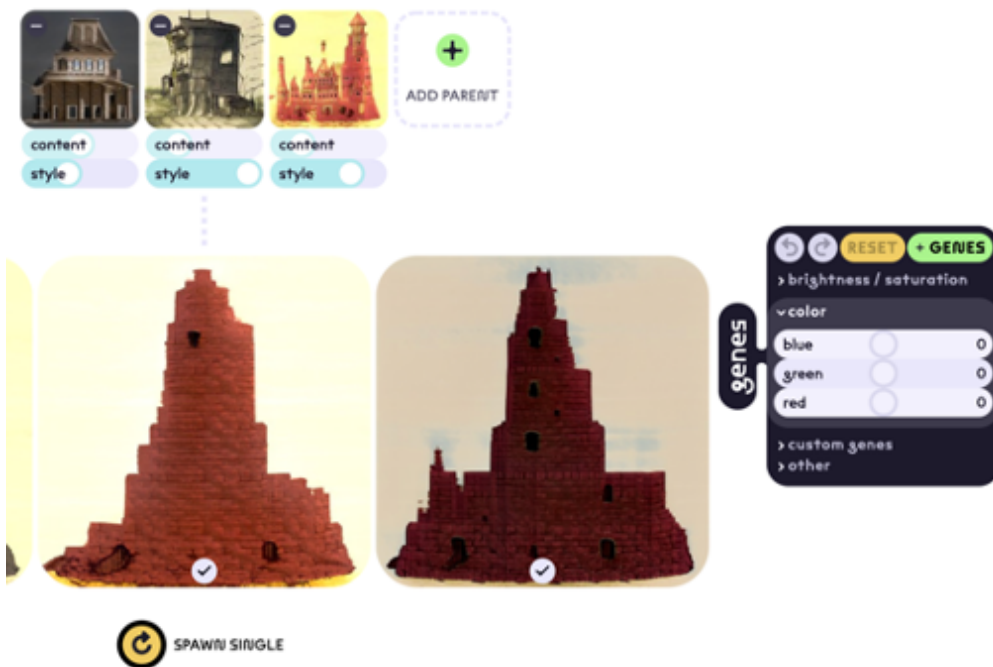 ADD PARENT
content content content
style style style
RESET + GENES
brightness / saturation
color
blue 0
green 0
red 0
custom genes
other
genes
SPAWN SINGLE